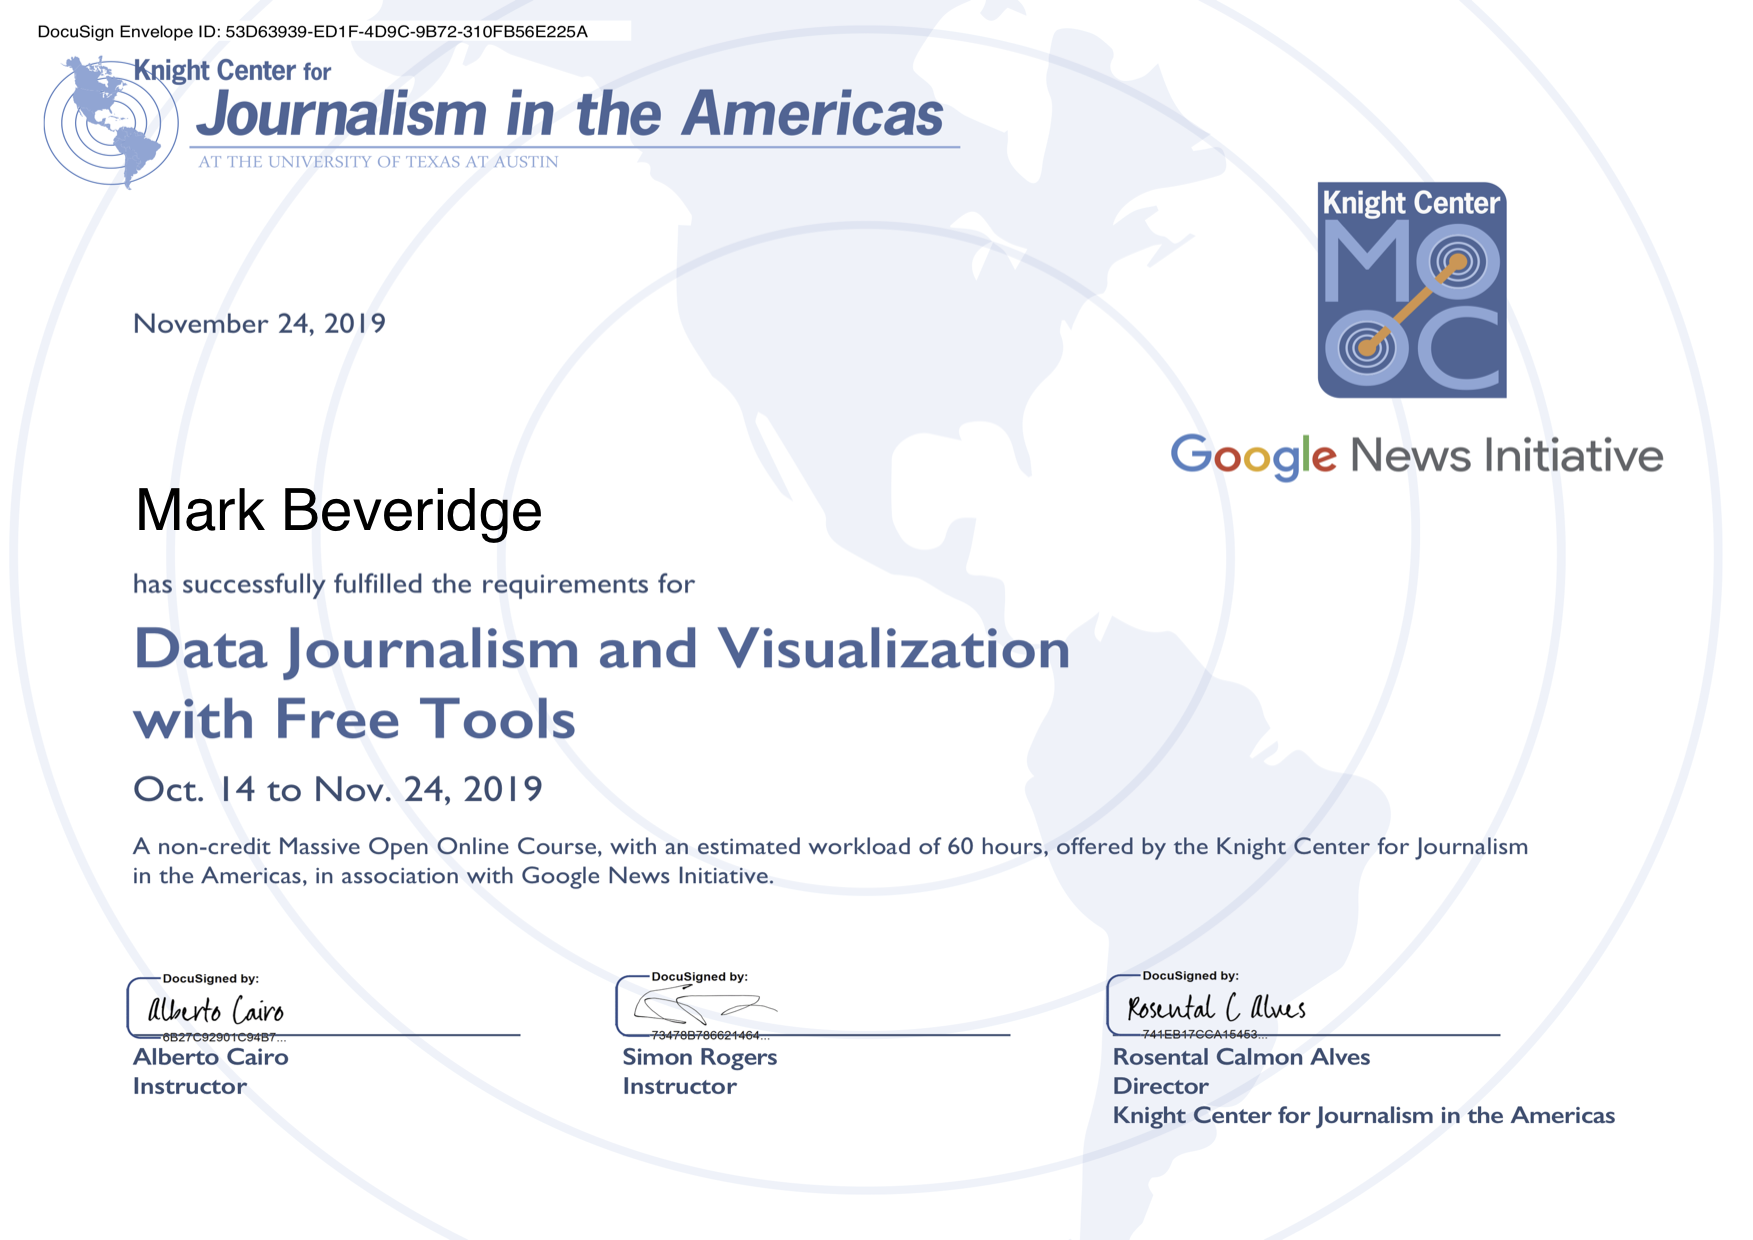 DocuSign Envelope ID: 53D63939-ED1F-4D9C-9B72-310FB56E225A
Knight Center for
Journalism in the Americas
AT THE UNIVERSITY OF TEXAS AT AUSTIN
Knight Center
MO
OC
November 24, 2019
Google News Initiative
Mark Beveridge
has successfully fulfilled the requirements for
Data Journalism and Visualization
with Free Tools
Oct. 14 to Nov. 24, 2019
A non-credit Massive Open Online Course, with an estimated workload of 60 hours, offered by the Knight Center for Journalism
in the Americas, in association with Google News Initiative.
DocuSigned by:
Alberto Cairo
6B27C92901C94B7...
Alberto Cairo
Instructor
DocuSigned by:
73478B786621464...
Simon Rogers
Instructor
DocuSigned by:
Rosental C Alves
741EB17CCA15453...
Rosental Calmon Alves
Director
Knight Center for Journalism in the Americas